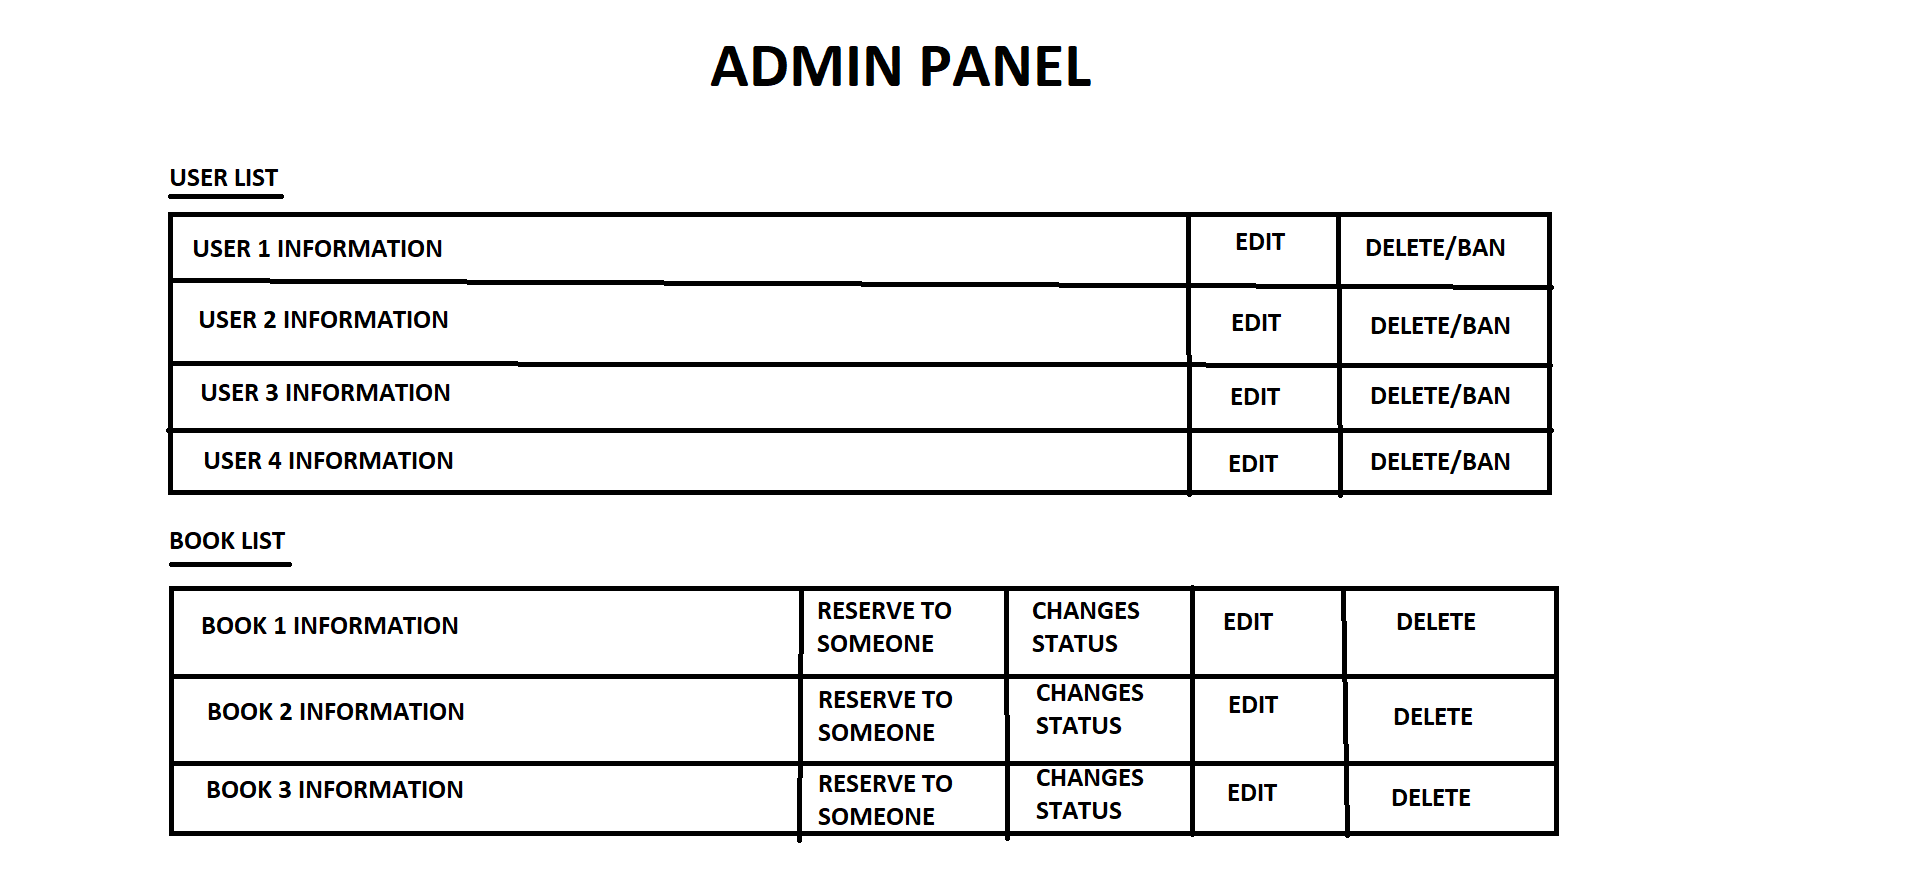 ADMIN PANEL
USER LIST
USER 1 INFORMATION
EDIT
DELETE/BAN
USER 2 INFORMATION
EDIT
DELETE/BAN
USER 3 INFORMATION
EDIT
DELETE/BAN
USER 4 INFORMATION
EDIT
DELETE/BAN
BOOK LIST
BOOK 1 INFORMATION
RESERVE TO
SOMEONE
CHANGES
STATUS
EDIT
DELETE
BOOK 2 INFORMATION
RESERVE TO
SOMEONE
CHANGES
STATUS
EDIT
DELETE
BOOK 3 INFORMATION
RESERVE TO
SOMEONE
CHANGES
STATUS
EDIT
DELETE